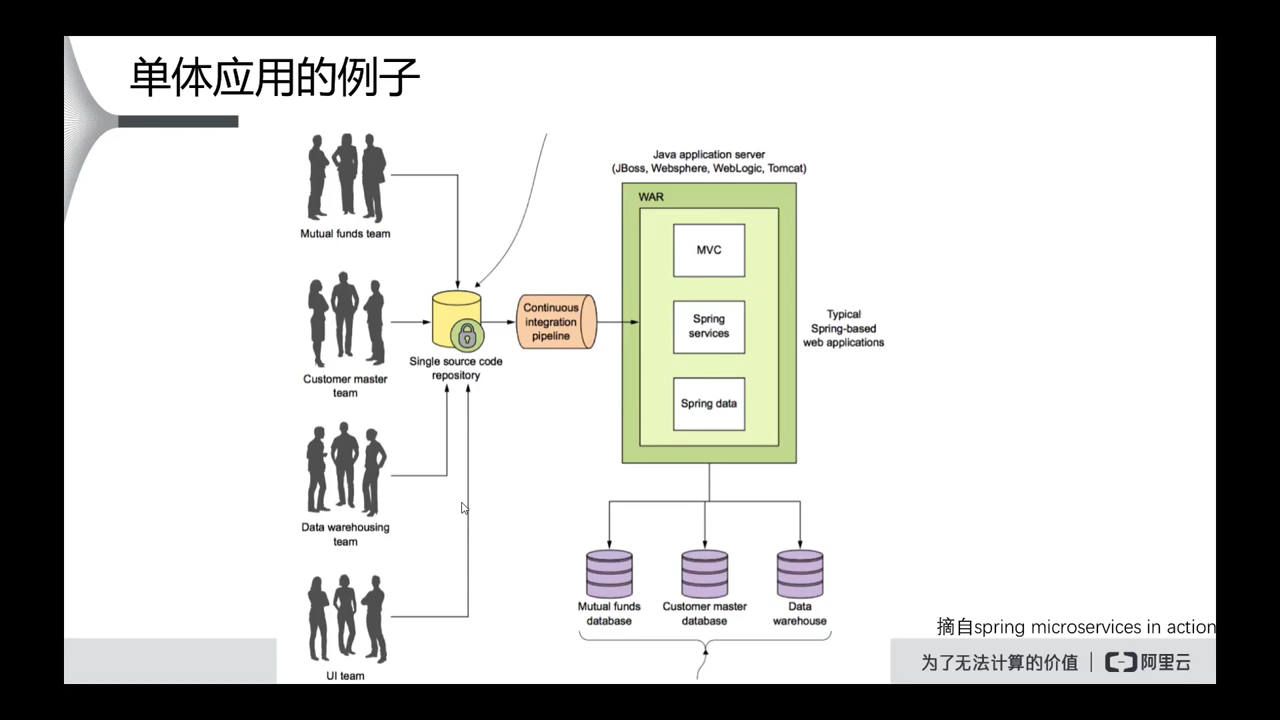 单体应用的例子
Mutual funds team
Customer master
team
Data warehousing
team
UI team
Single source code
repository
Continuous
integration
pipeline
Java application server
(JBoss, Websphere, WebLogic, Tomcat)
WAR
MVC
Spring
services
Spring data
Typical
Spring-based
web applications
Mutual funds
database
Customer master
database
Data
warehouse
摘自spring microservices in action
为了无法计算的价值 | 阿里云